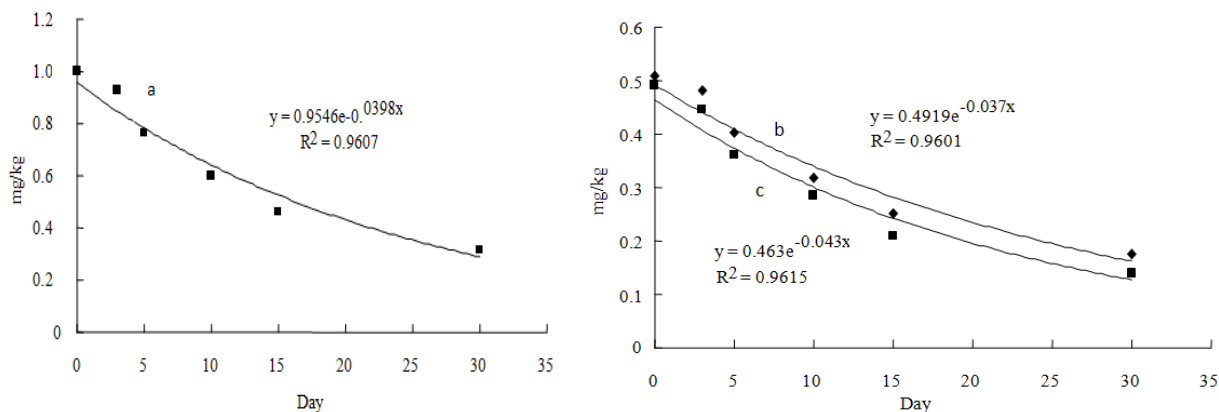 1.2
1.0
0.8
0.6
0.4
0.2
0
0 5 10 15 20 25 30 35
mg/kg
Day
a
y = 0.9546e-0.0398x
R2 = 0.9607
0.6
0.5
0.4
0.3
0.2
0.1
0
0 5 10 15 20 25 30 35
mg/kg
Day
b
y = 0.4919e-0.037x
R2 = 0.9601
c
y = 0.463e-0.043x
R2 = 0.9615